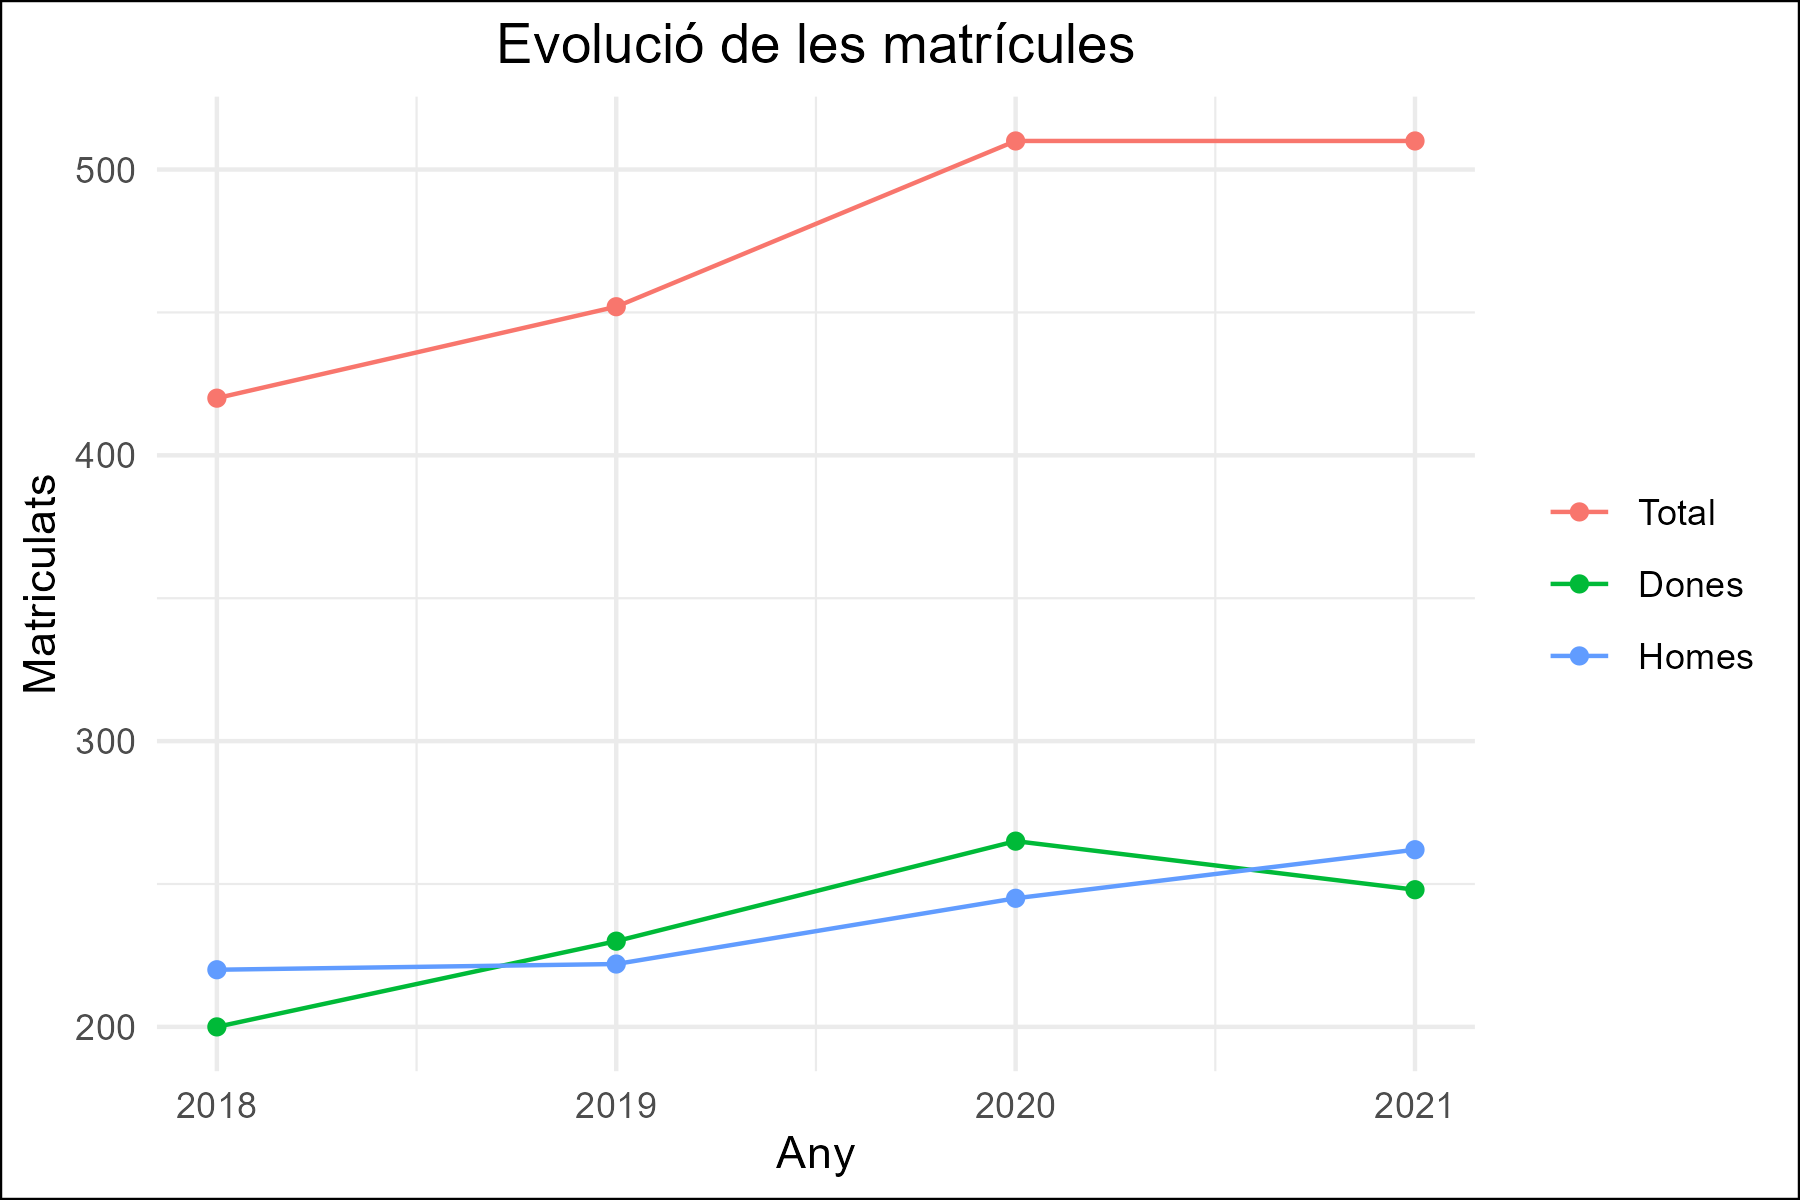 Evolució de les matrícules
Matriculats
500
400
300
200
2018 2019 2020 2021
Any
Total
Dones
Homes